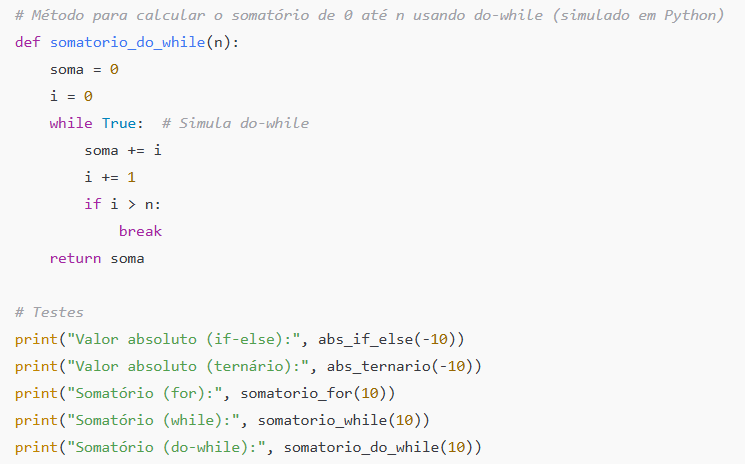 # Método para calcular o somatório de 0 até n usando do-while (simulado em Python)
def somatorio_do_while(n):
    soma = 0
    i = 0
    while True:  # Simula do-while
        soma += i
        i += 1
        if i > n:
            break
    return soma

# Testes
print("Valor absoluto (if-else):", abs_if_else(-10))
print("Valor absoluto (ternário):", abs_ternario(-10))
print("Somatório (for):", somatorio_for(10))
print("Somatório (while):", somatorio_while(10))
print("Somatório (do-while):", somatorio_do_while(10))